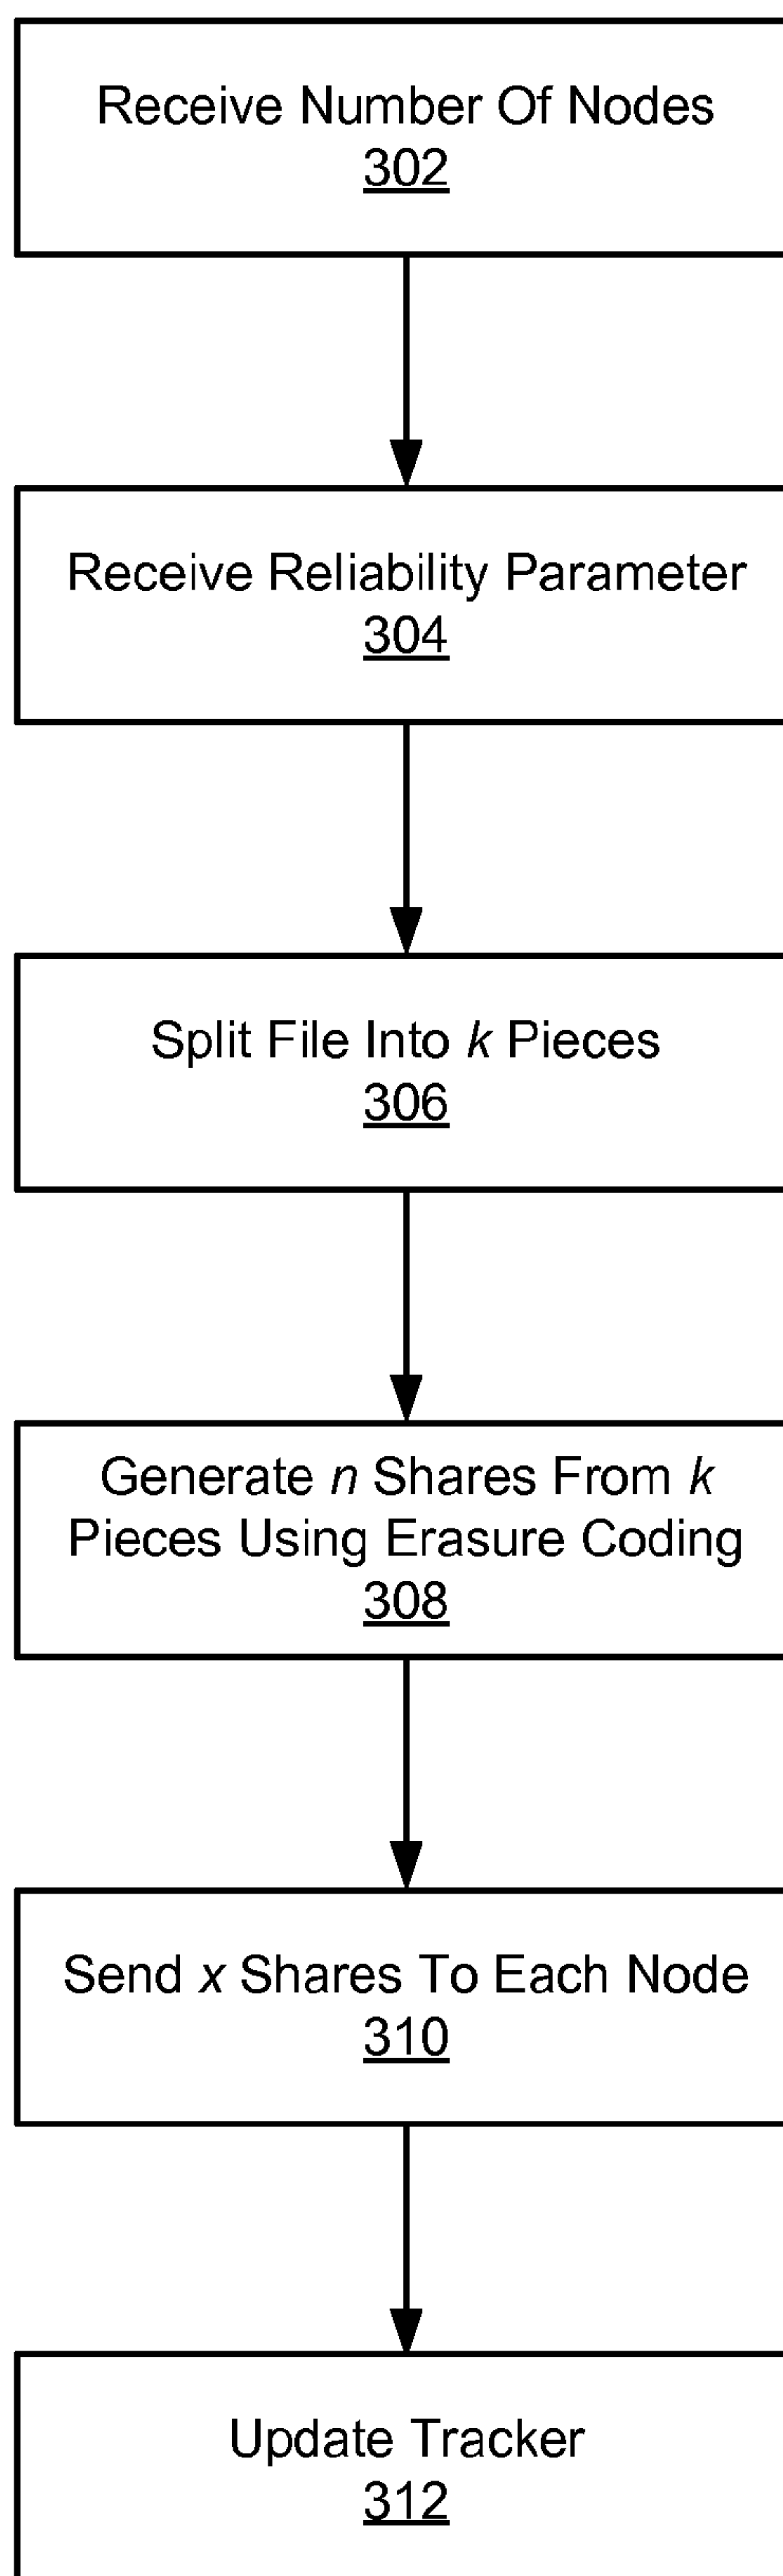 Receive Number Of Nodes
302
Receive Reliability Parameter
304
Split File Into k Pieces
306
Generate n Shares From k
Pieces Using Erasure Coding
308
Send x Shares To Each Node
310
Update Tracker
312